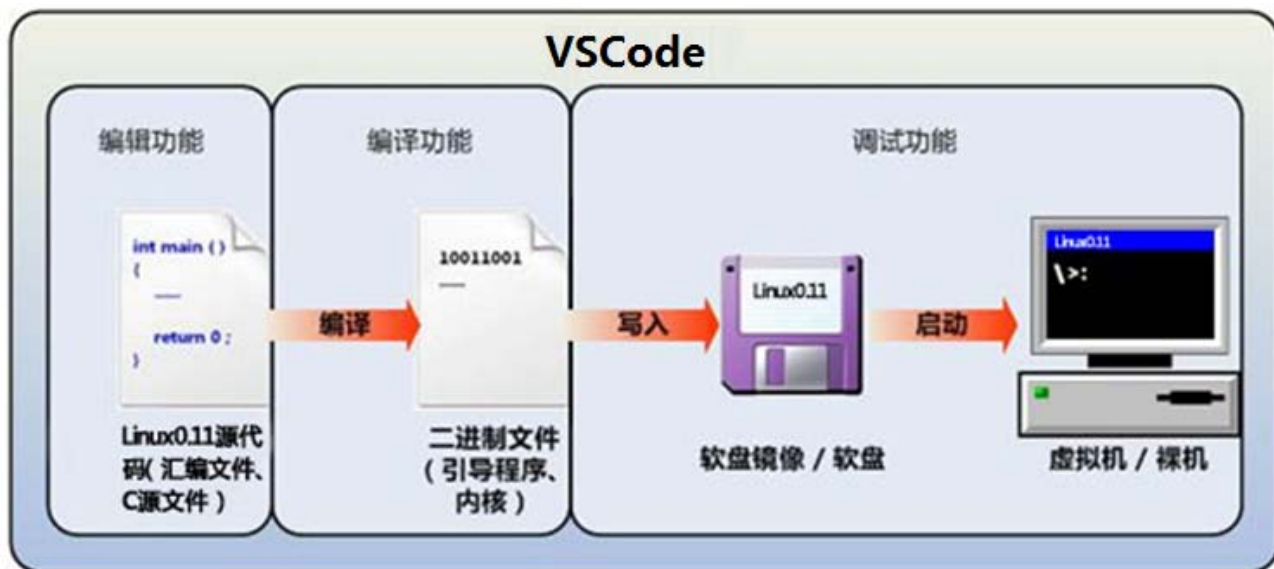 VSCode
编辑功能
编译功能
调试功能
int main ( )
{
return 0 ;
}
编译
10011001
写入
Linux0.11
启动
Linux0.11
\>:
Linux0.11源代
码( 汇编文件、
C源文件 )
二进制文件
( 引导程序、
内核 )
软盘镜像 / 软盘
虚拟机 / 裸机